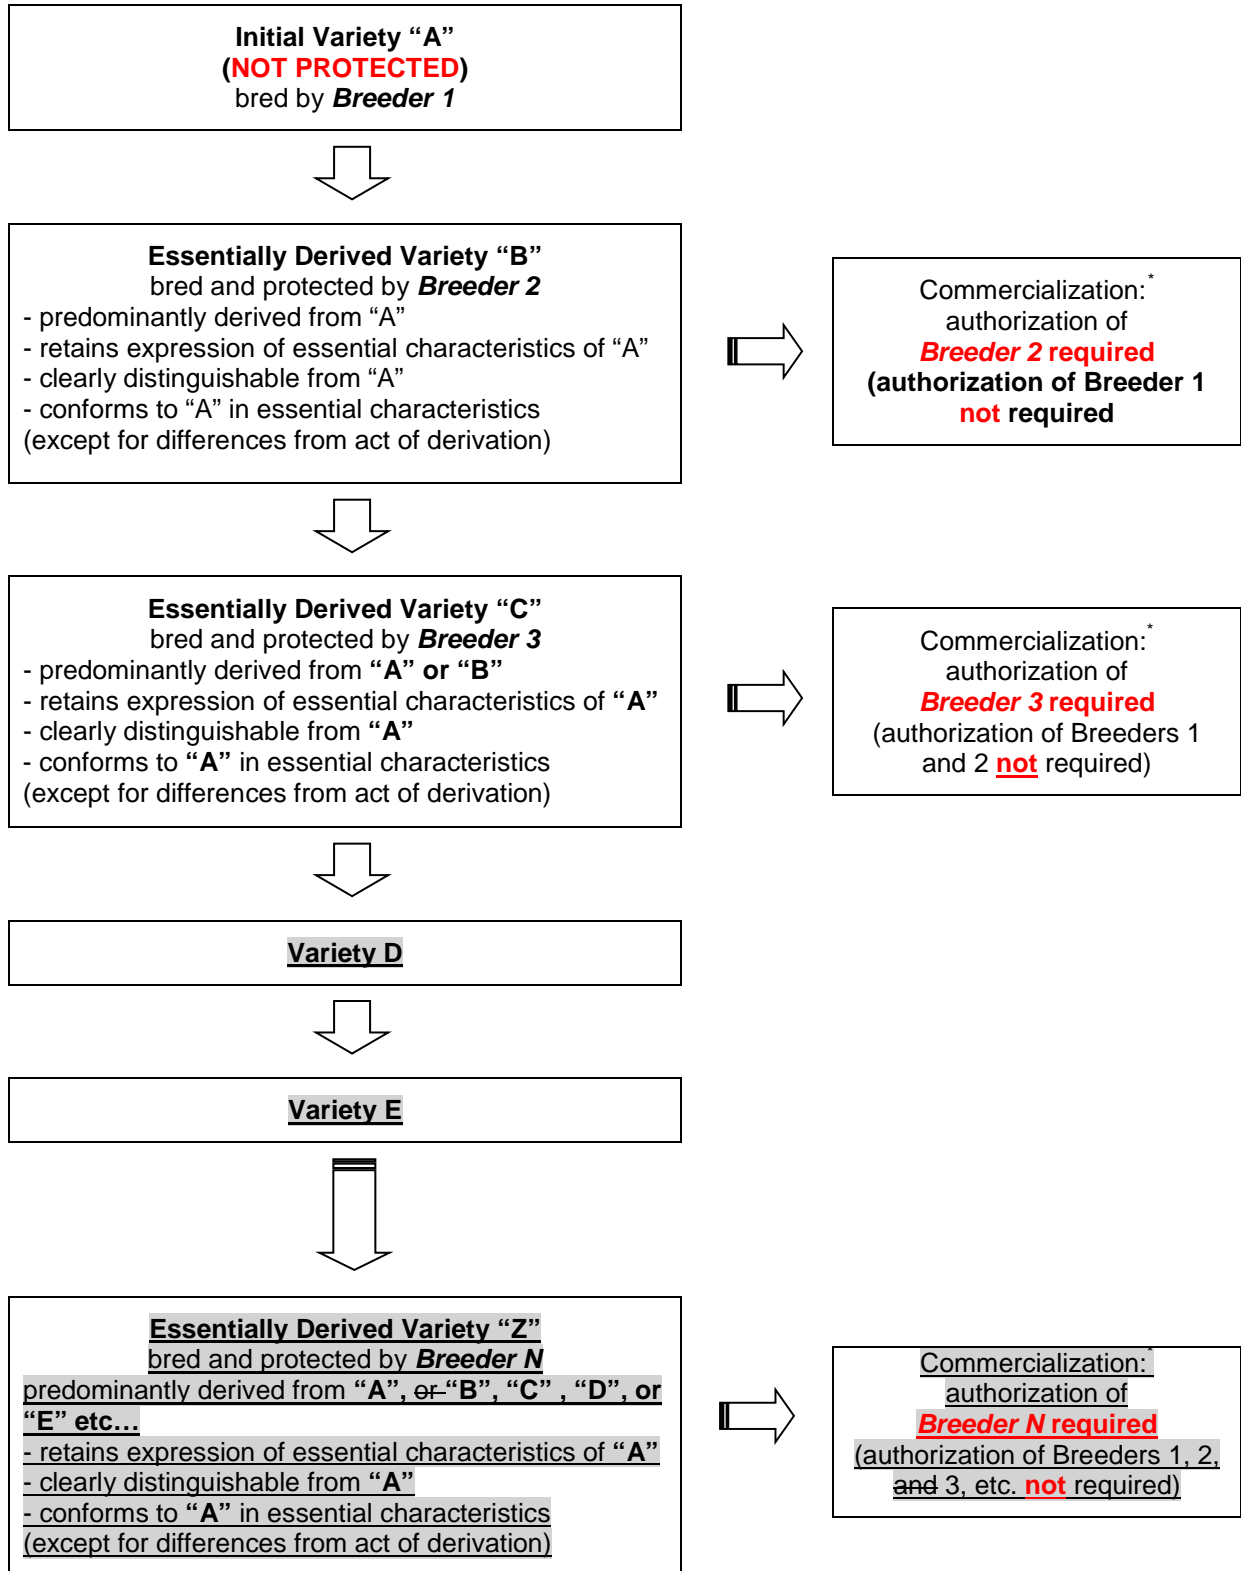 Initial Variety “A”
(NOT PROTECTED)
bred by Breeder 1
Essentially Derived Variety “B”
bred and protected by Breeder 2
- predominantly derived from “A”
- retains expression of essential characteristics of “A”
- clearly distinguishable from “A”
- conforms to “A” in essential characteristics
(except for differences from act of derivation)
Commercialization:*
authorization of
Breeder 2 required
(authorization of Breeder 1
not required
Essentially Derived Variety “C”
bred and protected by Breeder 3
- predominantly derived from “A” or “B”
- retains expression of essential characteristics of “A”
- clearly distinguishable from “A”
- conforms to “A” in essential characteristics
(except for differences from act of derivation)
Commercialization:*
authorization of
Breeder 3 required
(authorization of Breeders 1
and 2 not required)
Variety D
Variety E
Essentially Derived Variety “Z”
bred and protected by Breeder N
predominantly derived from “A”, or “B”, “C” , “D”, or
“E” etc…
- retains expression of essential characteristics of “A”
- clearly distinguishable from “A”
- conforms to “A” in essential characteristics
(except for differences from act of derivation)
Commercialization:*
authorization of
Breeder N required
(authorization of Breeders 1, 2,
and 3, etc. not required)